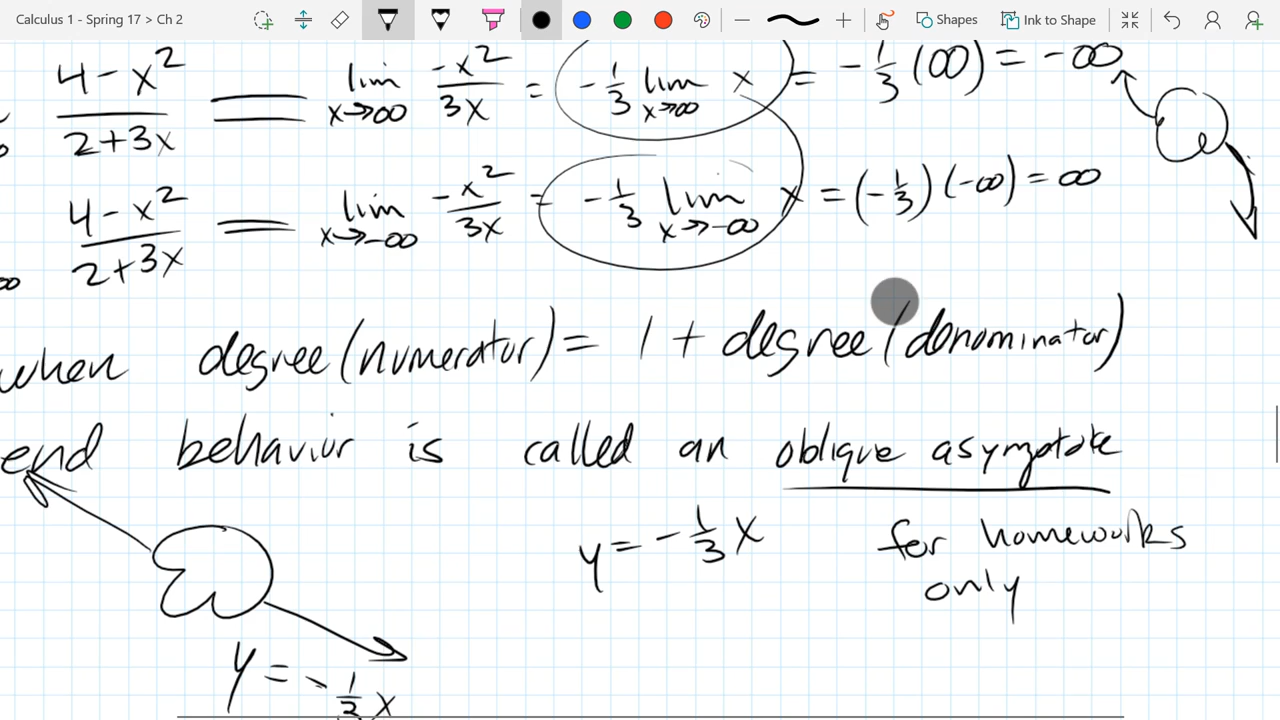 Calculus 1 - Spring 17 > Ch 2
Shapes
Ink to Shape
4-x² / 2+3x = lim x→∞ -x²/3x = -1/3 lim x→∞ x = -1/3 (∞) = -∞
4-x² / 2+3x = lim x→-∞ -x²/3x = -1/3 lim x→-∞ x = (-1/3)(-∞) = ∞
∞
when degree (numerator) = 1 + degree (donominator)
end behavior is called an oblique asymptote
y = -1/3 x
for homeworks
only
y = -1/3 x